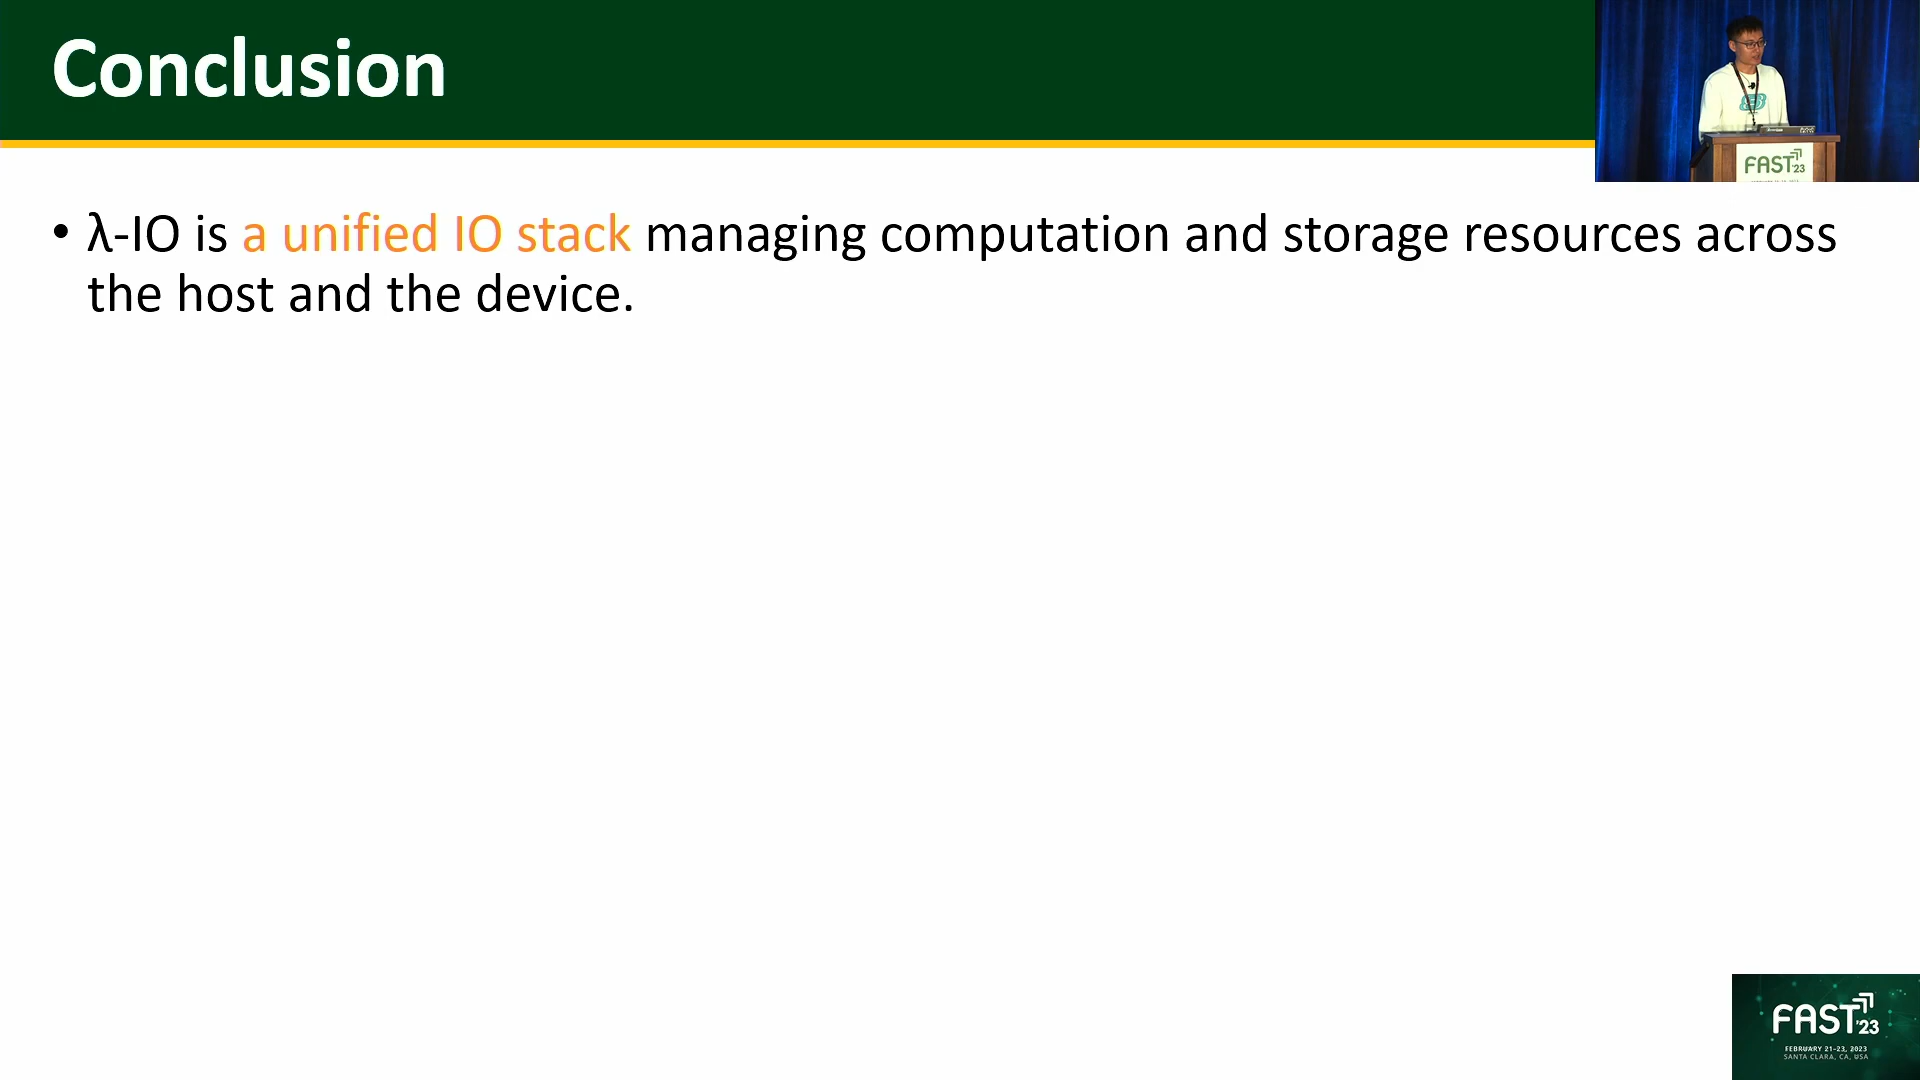 Conclusion
• λ-IO is a unified IO stack managing computation and storage resources across
the host and the device.
FAST'23
FAST'23
FEBRUARY 21–23, 2023
SANTA CLARA, CA, USA